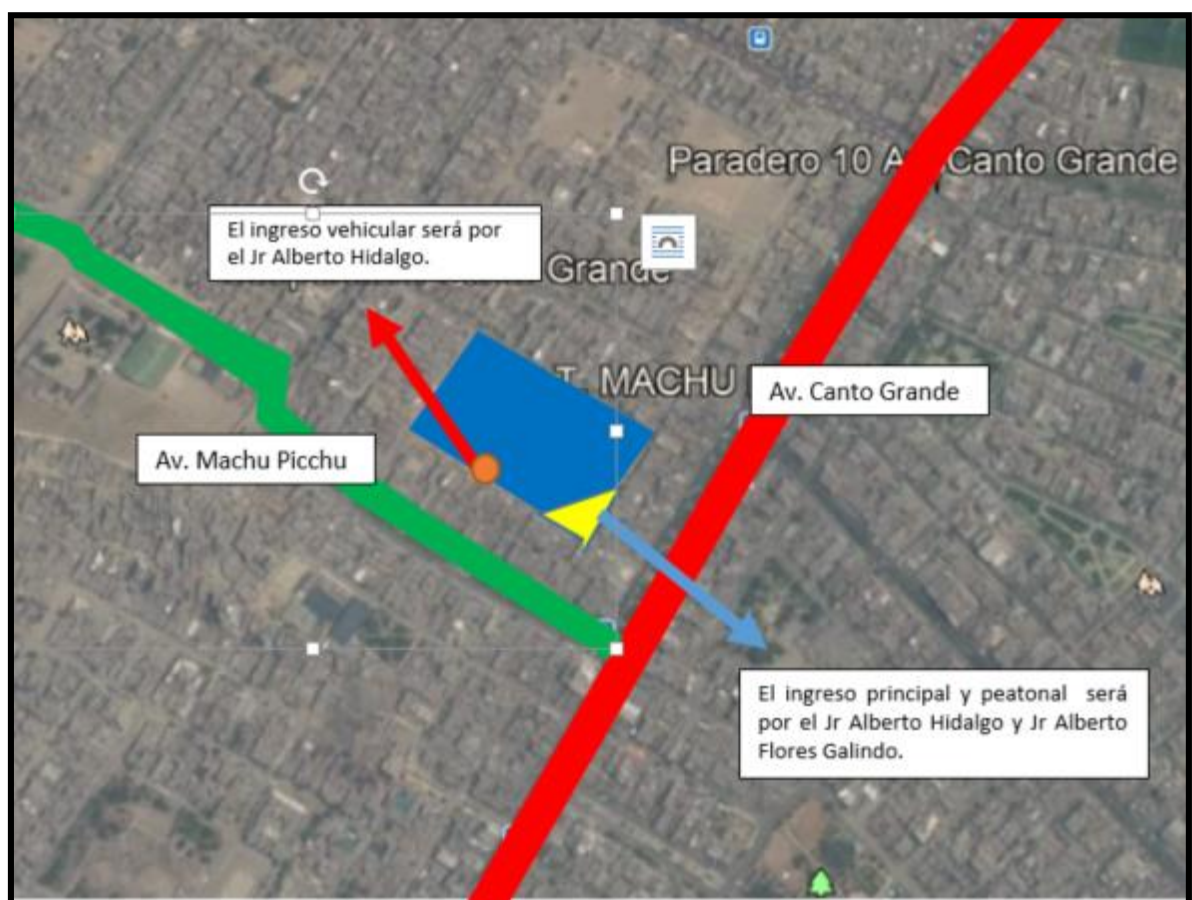 Paradero 10 A Canto Grande
El ingreso vehicular será por
el Jr Alberto Hidalgo.
Grande
T. MACHU
Av. Canto Grande
Av. Machu Picchu
El ingreso principal y peatonal será
por el Jr Alberto Hidalgo y Jr Alberto
Flores Galindo.